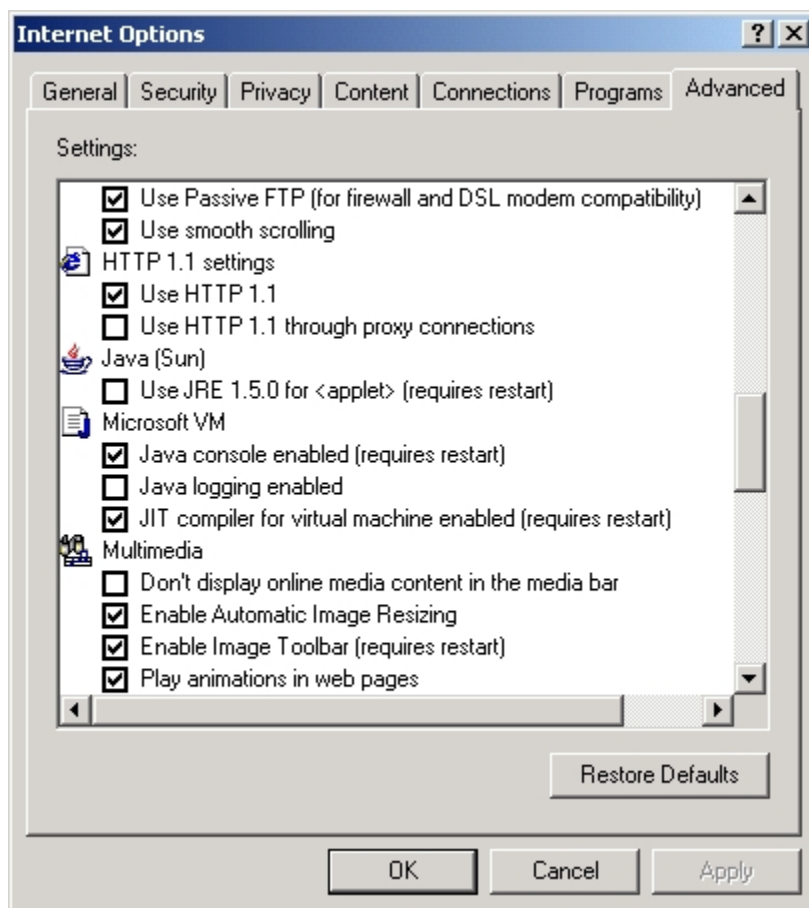 Internet Options
General Security Privacy Content Connections Programs Advanced
Settings:
Use Passive FTP (for firewall and DSL modem compatibility)
Use smooth scrolling
HTTP 1.1 settings
Use HTTP 1.1
Use HTTP 1.1 through proxy connections
Java (Sun)
Use JRE 1.5.0 for <applet> (requires restart)
Microsoft VM
Java console enabled (requires restart)
Java logging enabled
JIT compiler for virtual machine enabled (requires restart)
Multimedia
Don't display online media content in the media bar
Enable Automatic Image Resizing
Enable Image Toolbar (requires restart)
Play animations in web pages
Restore Defaults
OK Cancel Apply